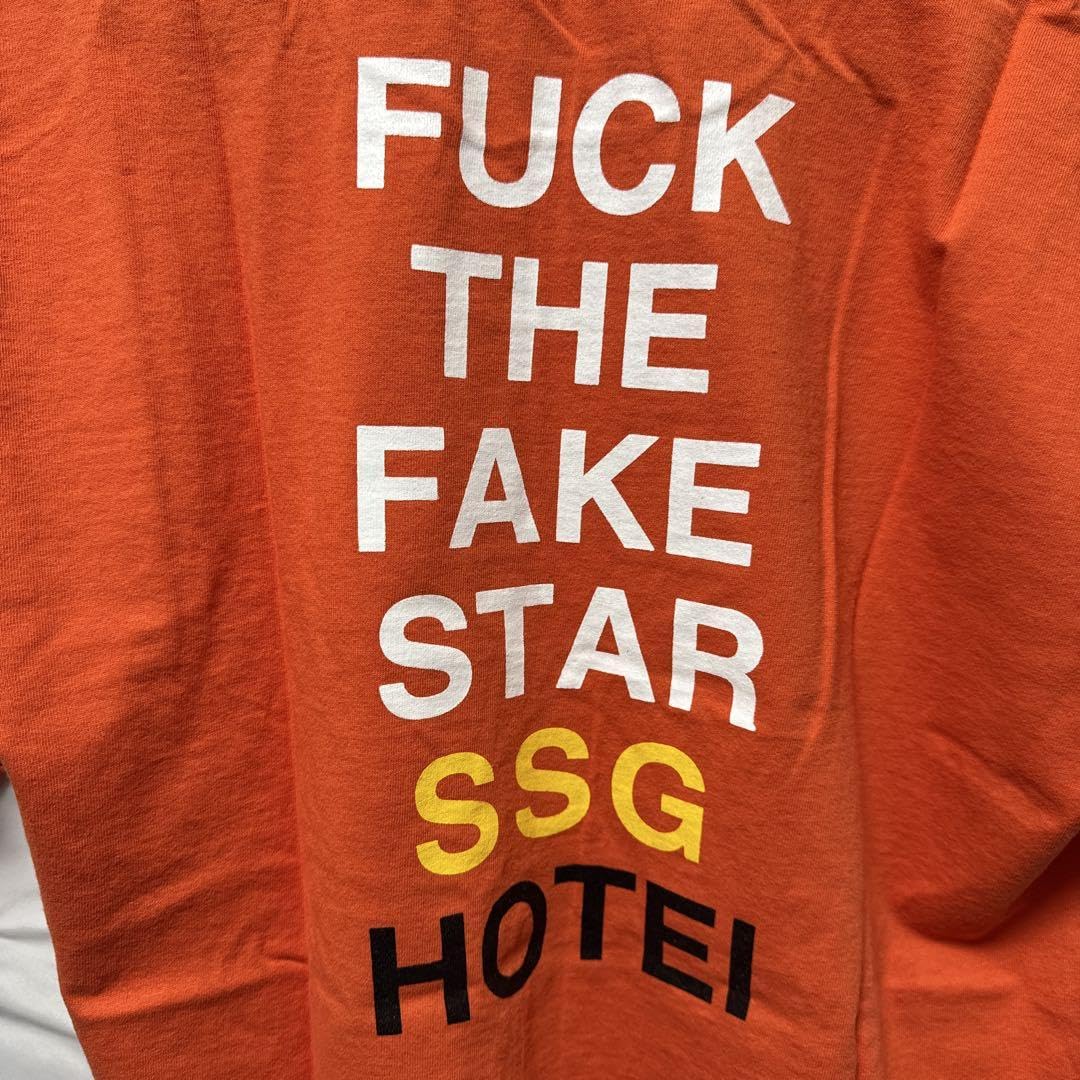 FUCK
THE
FAKE
STAR
SSG
HOTEI